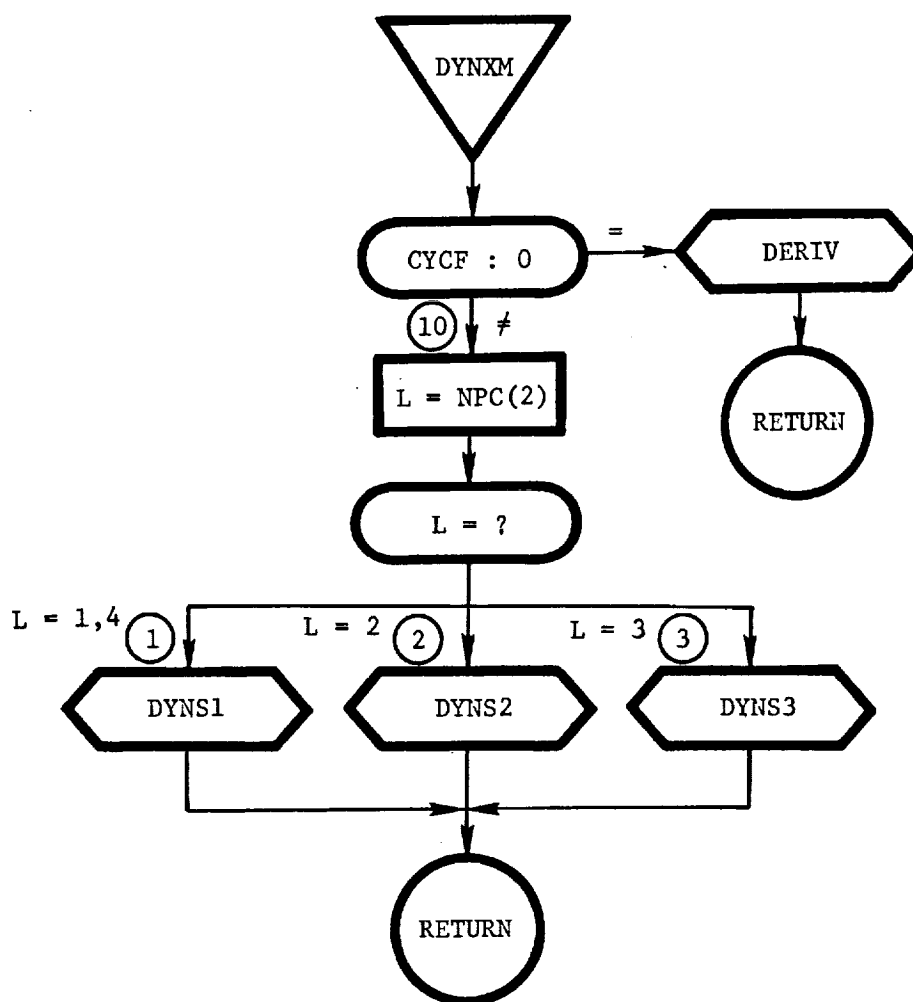 DYNXM
CYCF : 0
=
DERIV
10
≠
L = NPC(2)
RETURN
L = ?
L = 1,4
1
L = 2
2
L = 3
3
DYNS1
DYNS2
DYNS3
RETURN